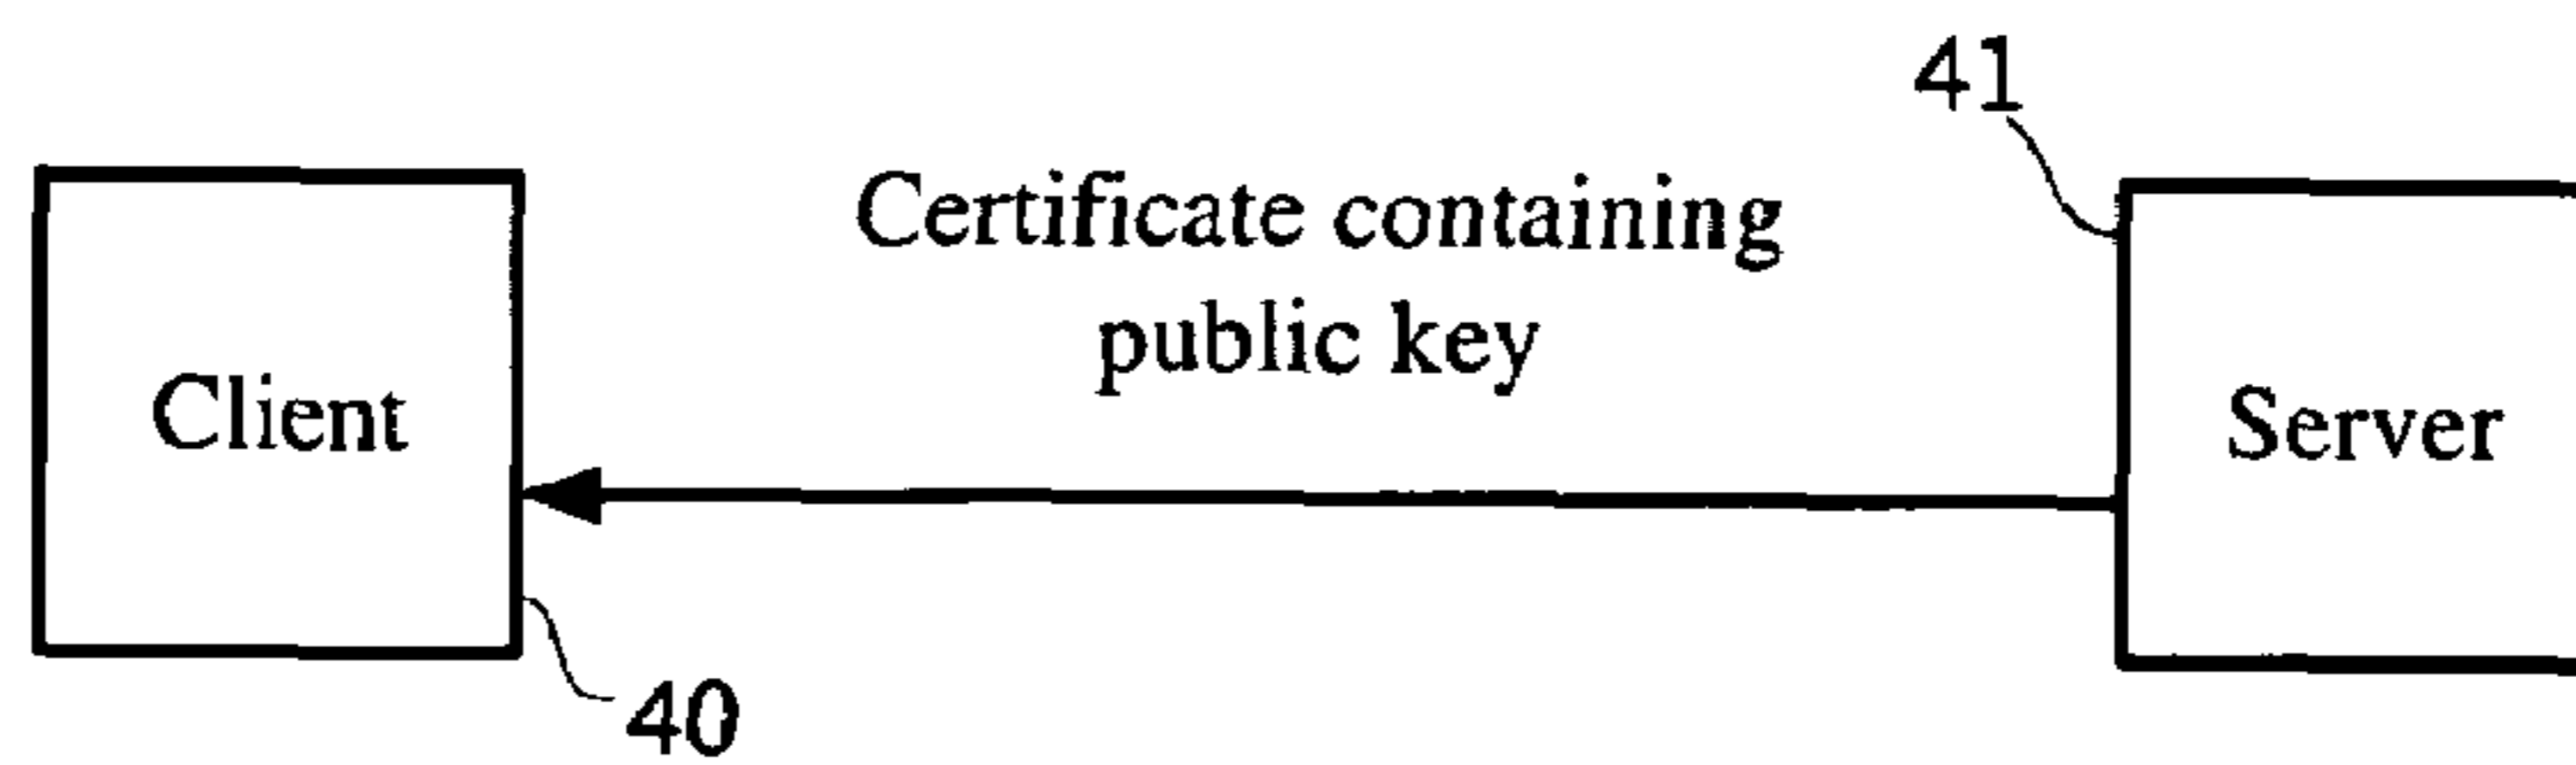 41
Certificate containing
public key
Client
Server
40